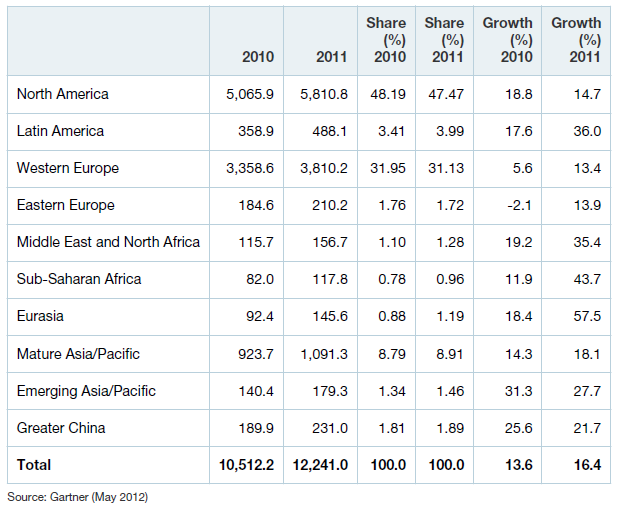 2010 2011 Share (%) 2010 Share (%) 2011 Growth (%) 2010 Growth (%) 2011
North America 5,065.9 5,810.8 48.19 47.47 18.8 14.7
Latin America 358.9 488.1 3.41 3.99 17.6 36.0
Western Europe 3,358.6 3,810.2 31.95 31.13 5.6 13.4
Eastern Europe 184.6 210.2 1.76 1.72 -2.1 13.9
Middle East and North Africa 115.7 156.7 1.10 1.28 19.2 35.4
Sub-Saharan Africa 82.0 117.8 0.78 0.96 11.9 43.7
Eurasia 92.4 145.6 0.88 1.19 18.4 57.5
Mature Asia/Pacific 923.7 1,091.3 8.79 8.91 14.3 18.1
Emerging Asia/Pacific 140.4 179.3 1.34 1.46 31.3 27.7
Greater China 189.9 231.0 1.81 1.89 25.6 21.7
Total 10,512.2 12,241.0 100.0 100.0 13.6 16.4
Source: Gartner (May 2012)